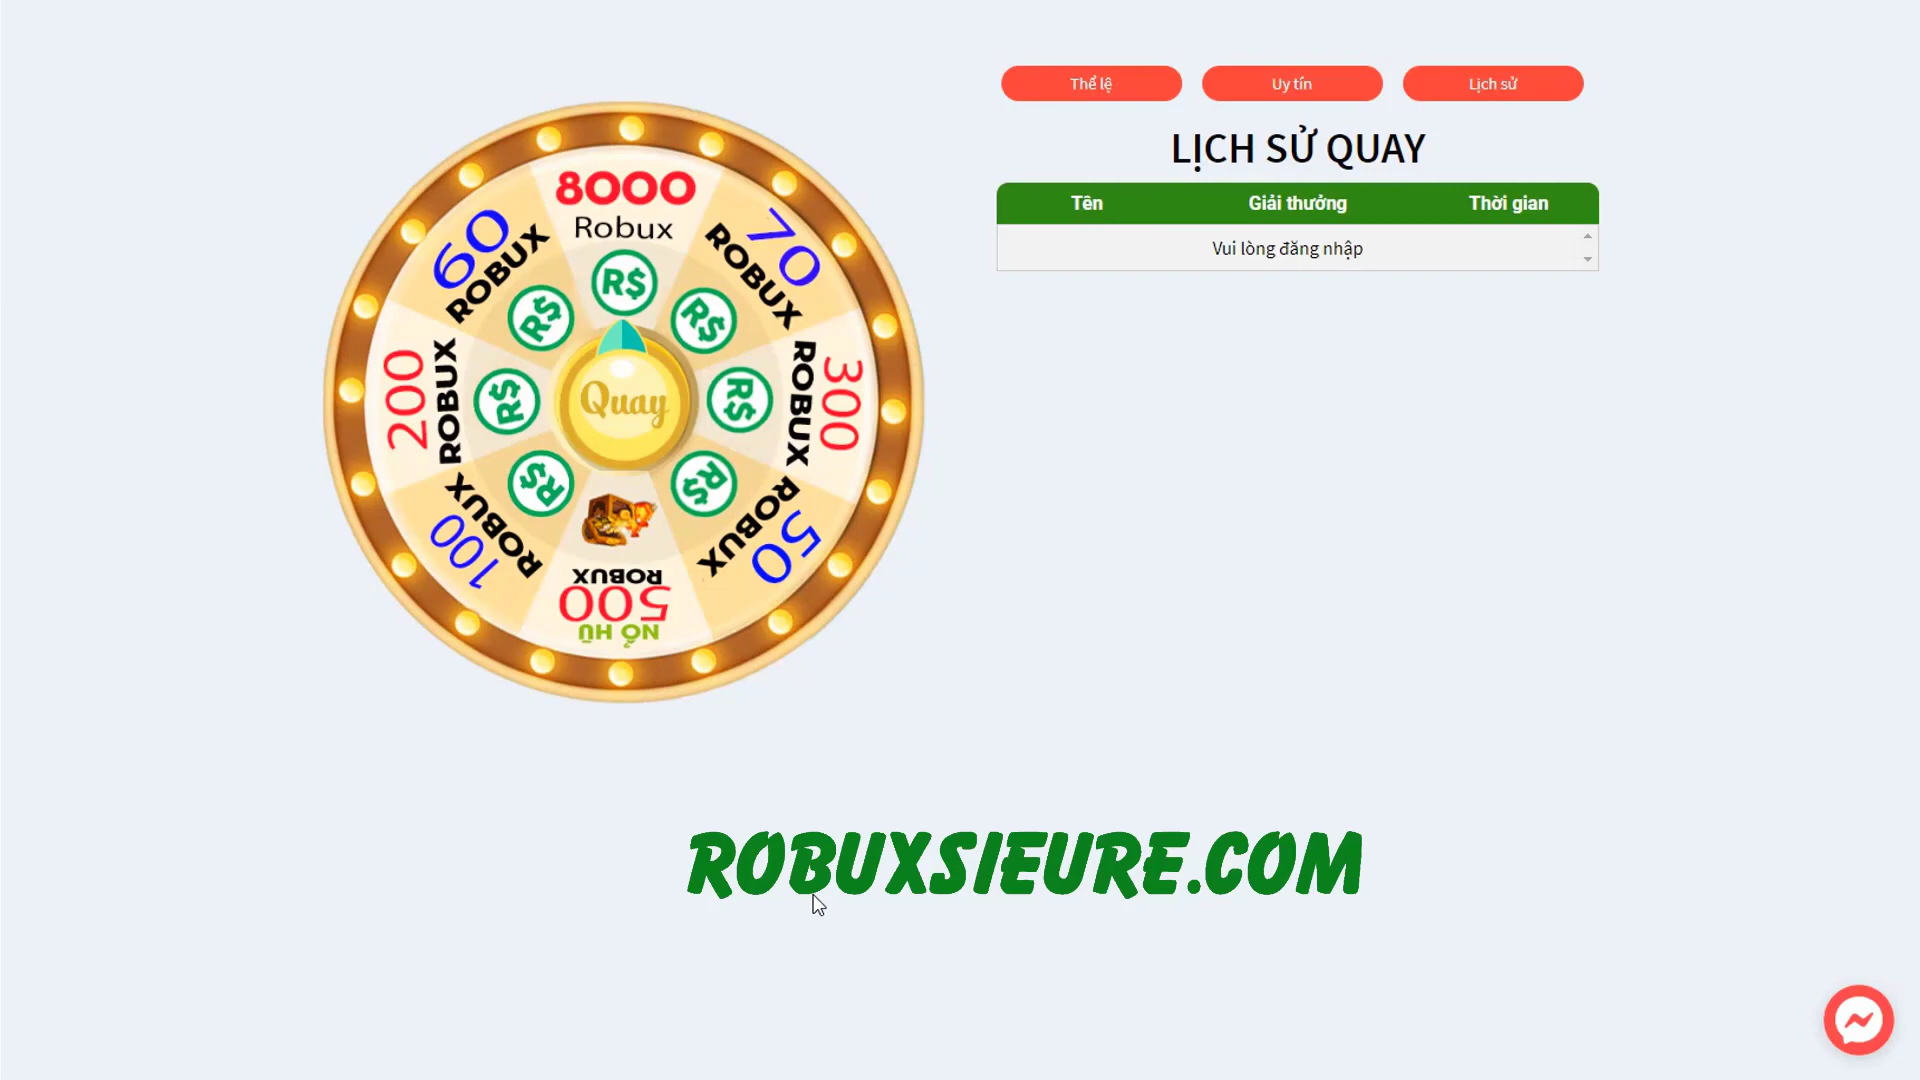 Thể lệ
Uy tín
Lịch sử
LỊCH SỬ QUAY
Tên
Giải thưởng
Thời gian
Vui lòng đăng nhập
8000
Robux
R$
70
ROBUX
R$
300
ROBUX
R$
50
ROBUX
R$
NỔ HŨ
500
ROBUX
100
ROBUX
R$
200
ROBUX
R$
60
ROBUX
R$
Quay
ROBUXSIEURE.COM